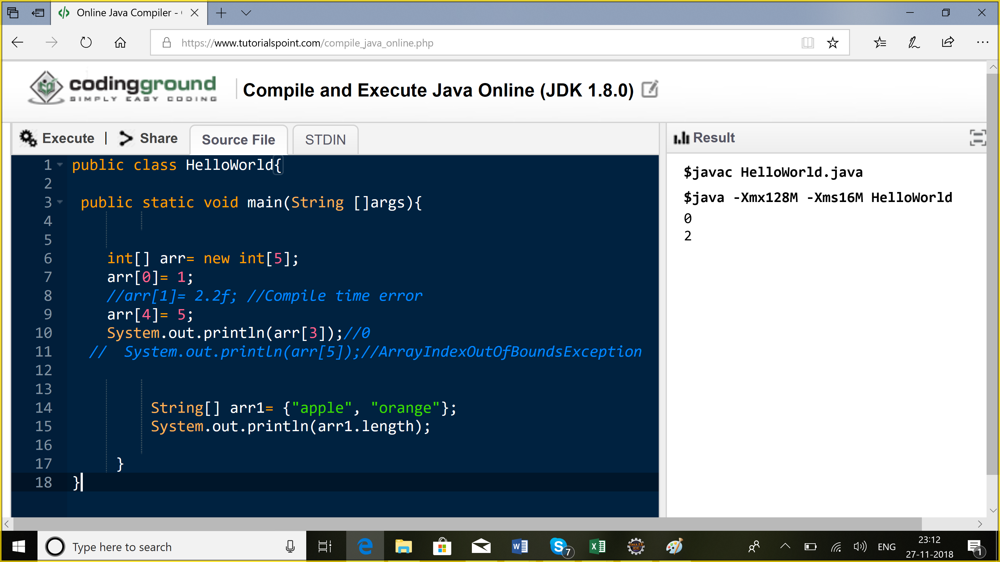 Online Java Compiler -
https://www.tutorialspoint.com/compile_java_online.php
codingground
SIMPLY EASY CODING
Compile and Execute Java Online (JDK 1.8.0)
Execute | Share Source File STDIN
Result
1 public class HelloWorld{
2
3 public static void main(String []args){
4
5
6 int[] arr= new int[5];
7 arr[0]= 1;
8 //arr[1]= 2.2f; //Compile time error
9 arr[4]= 5;
10 System.out.println(arr[3]);//0
11 // System.out.println(arr[5]);//ArrayIndexOutOfBoundsException
12
13
14 String[] arr1= {"apple", "orange"};
15 System.out.println(arr1.length);
16
17 }
18 }
$javac HelloWorld.java
$java -Xmx128M -Xms16M HelloWorld
0
2
Type here to search
7
Java EE
IDE
ENG
23:12
27-11-2018
1